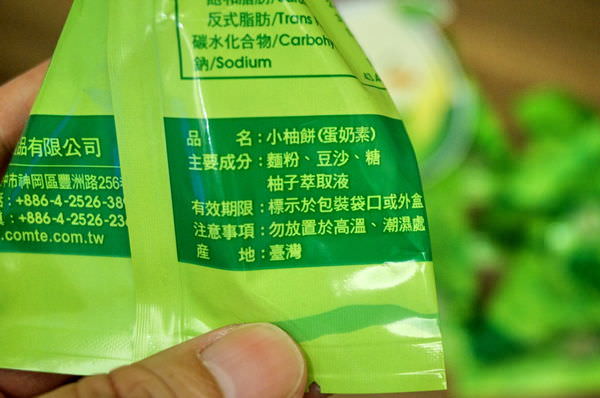 反式脂肪/Trans
碳水化合物/Carbohy
鈉/Sodium
品有限公司
市神岡區豐洲路256
+886-4-2526-38
+886-4-2526-23
.comte.com.tw
品 名：小柚餅(蛋奶素)
主要成分：麵粉、豆沙、糖
柚子萃取液
有效期限：標示於包裝袋口或外盒
注意事項：勿放置於高溫、潮濕處
產 地：臺灣